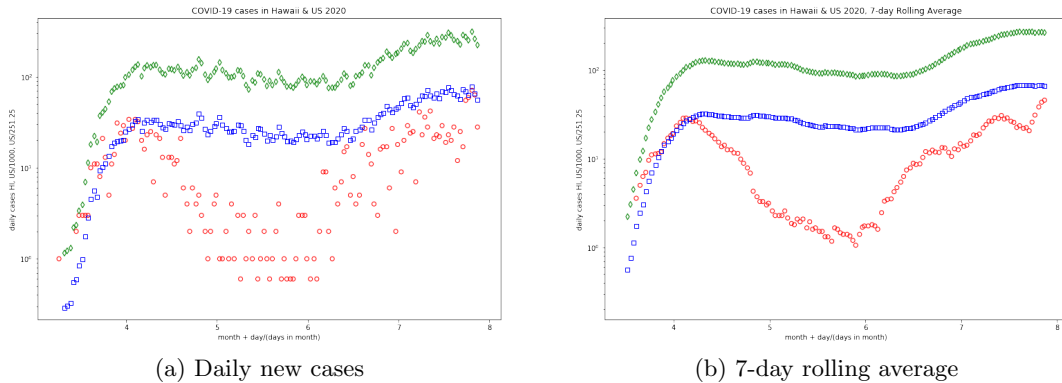 COVID-19 cases in Hawaii & US 2020
daily cases HI, US/1000, US/251.25
10²
10¹
10⁰
4
5
6
7
8
month + day/(days in month)
(a) Daily new cases
COVID-19 cases in Hawaii & US 2020, 7-day Rolling Average
daily cases HI, US/1000, US/251.25
10²
10¹
10⁰
4
5
6
7
8
month + day/(days in month)
(b) 7-day rolling average